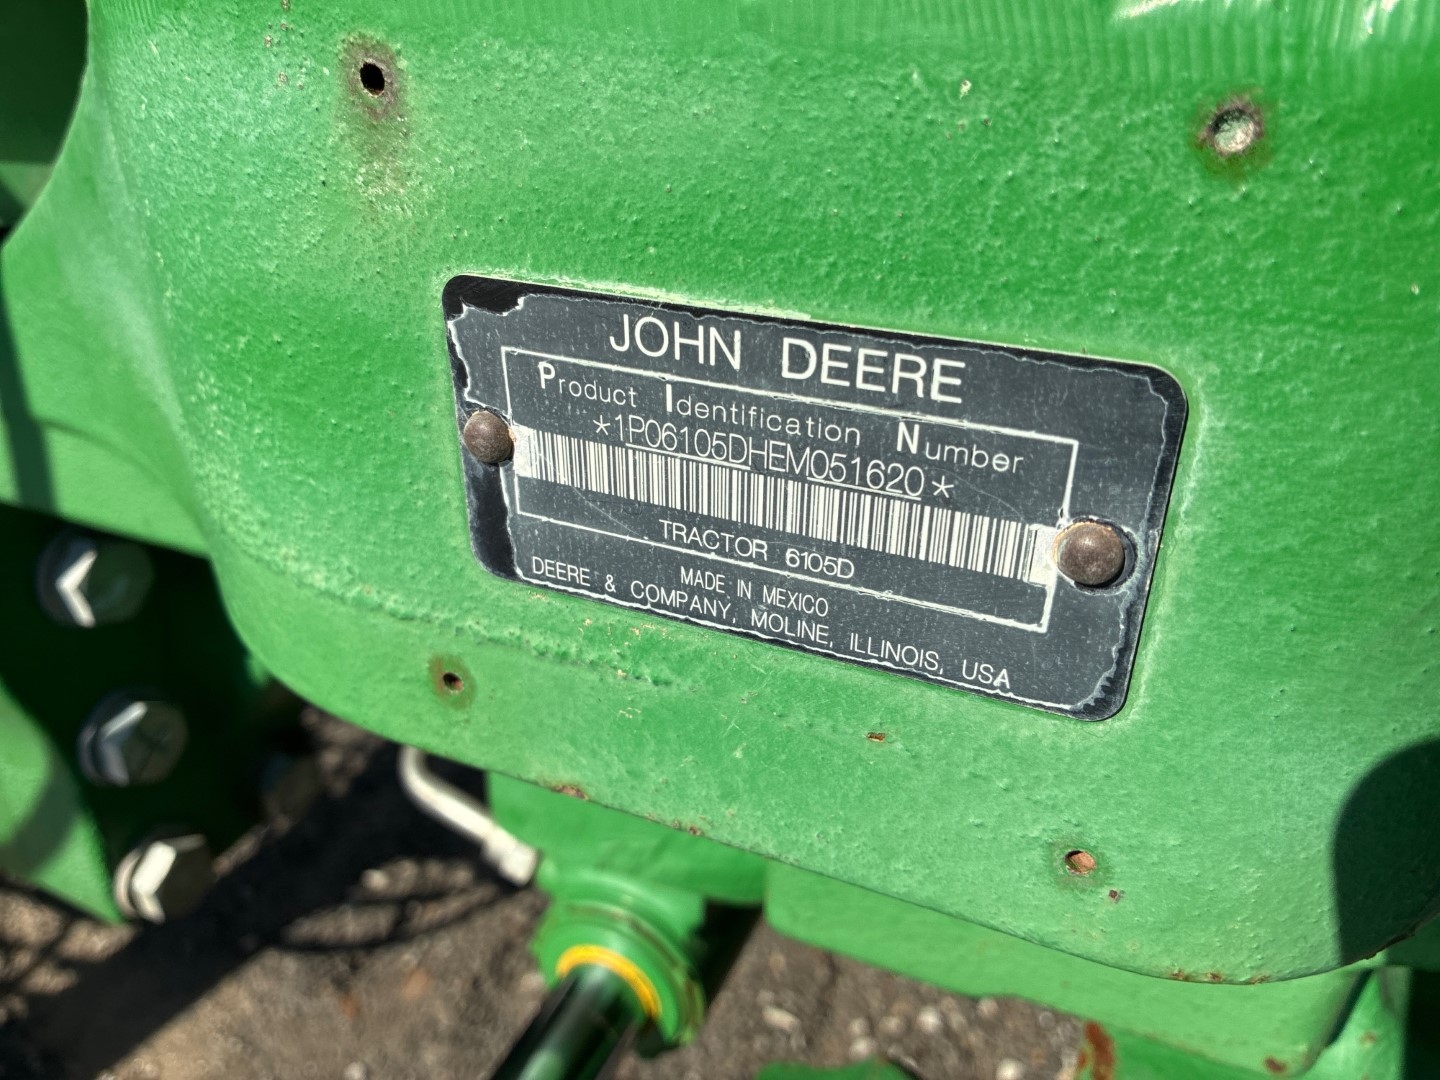 JOHN DEERE
Product Identification Number
*1P06105DHEM051620*
TRACTOR 6105D
MADE IN MEXICO
DEERE & COMPANY, MOLINE, ILLINOIS, USA